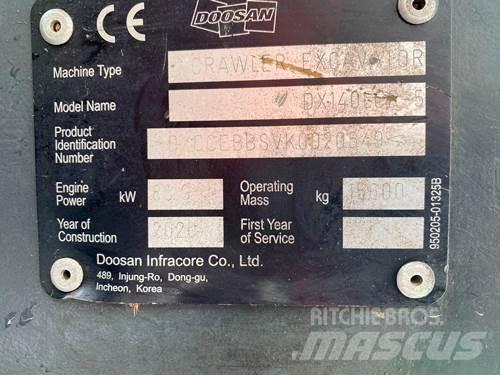 CE
DOOSAN
Machine Type CRAWLER EXCAVATOR
Model Name
Product
Identification
Number
Engine
Power kW
Operating
Mass kg
Year of
Construction 2020
First Year
of Service
Doosan Infracore Co., Ltd.
489, Injung-Ro, Dong-gu,
Incheon, Korea
950205-01325B
RITCHIE BROS.
MASCUS